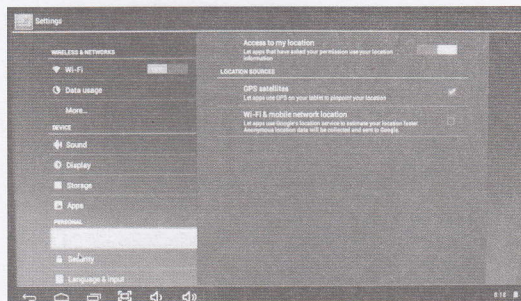 Settings
WIRELESS & NETWORKS
Wi-Fi
Data usage
More...
DEVICE
Sound
Display
Storage
Apps
PERSONAL
Security
Language & input
Access to my location
Let apps that have asked your permission use your location
information
LOCATION SOURCES
GPS satellites
Let apps use GPS on your tablet to pinpoint your location
Wi-Fi & mobile network location
Let apps use Google's location service to estimate your location faster.
Anonymous location data will be collected and sent to Google.